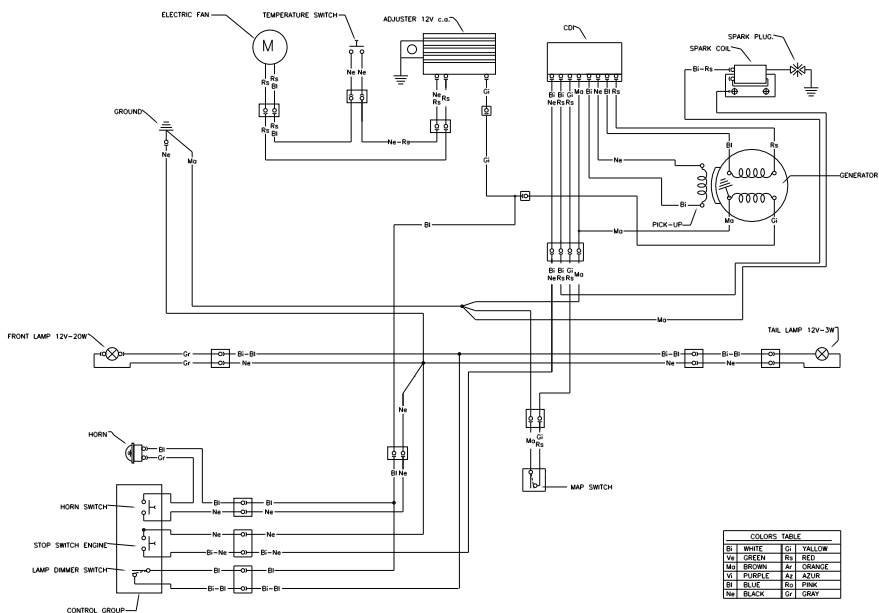 ELECTRIC FAN
TEMPERATURE SWITCH
ADJUSTER 12V c.a.
CDI
SPARK PLUG.
SPARK COIL
M
Bi-Rs
Rs Rs
Bl
Ne Ne
Ne Rs
Rs
Gi
Bi Bi Gi Ma Bi Ne Bl Rs
Ne Rs Rs
GROUND
Rs Rs
Bl
Ne-Rs
Ne
Ma
Gi
Bl
Rs
Ne
GENERATOR
Bi
Ma
Gi
PICK-UP
Bl
Ma
Bi Bi Gi Ma
Ne Rs Rs
Ma
FRONT LAMP 12V-20W
TAIL LAMP 12V-3W
Gr
Bi-Bl
Bi-Bl
Bi-Bl
Gr
Ne
Ne
Ne
Ne
HORN
Bl
Gr
Ma
Gi
Rs
Bl Ne
MAP SWITCH
HORN SWITCH
Bl
Bl
Ne
Ne
STOP SWITCH ENGINE
Ne
Ne
Bi-Ne
Bi-Ne
LAMP DIMMER SWITCH
Bl
Bl
Bi-Bl
Bi-Bl
CONTROL GROUP
COLORS TABLE
Bi WHITE Gi YALLOW
Ve GREEN Rs RED
Ma BROWN Ar ORANGE
Vi PURPLE Az AZUR
Bl BLUE Ro PINK
Ne BLACK Gr GRAY